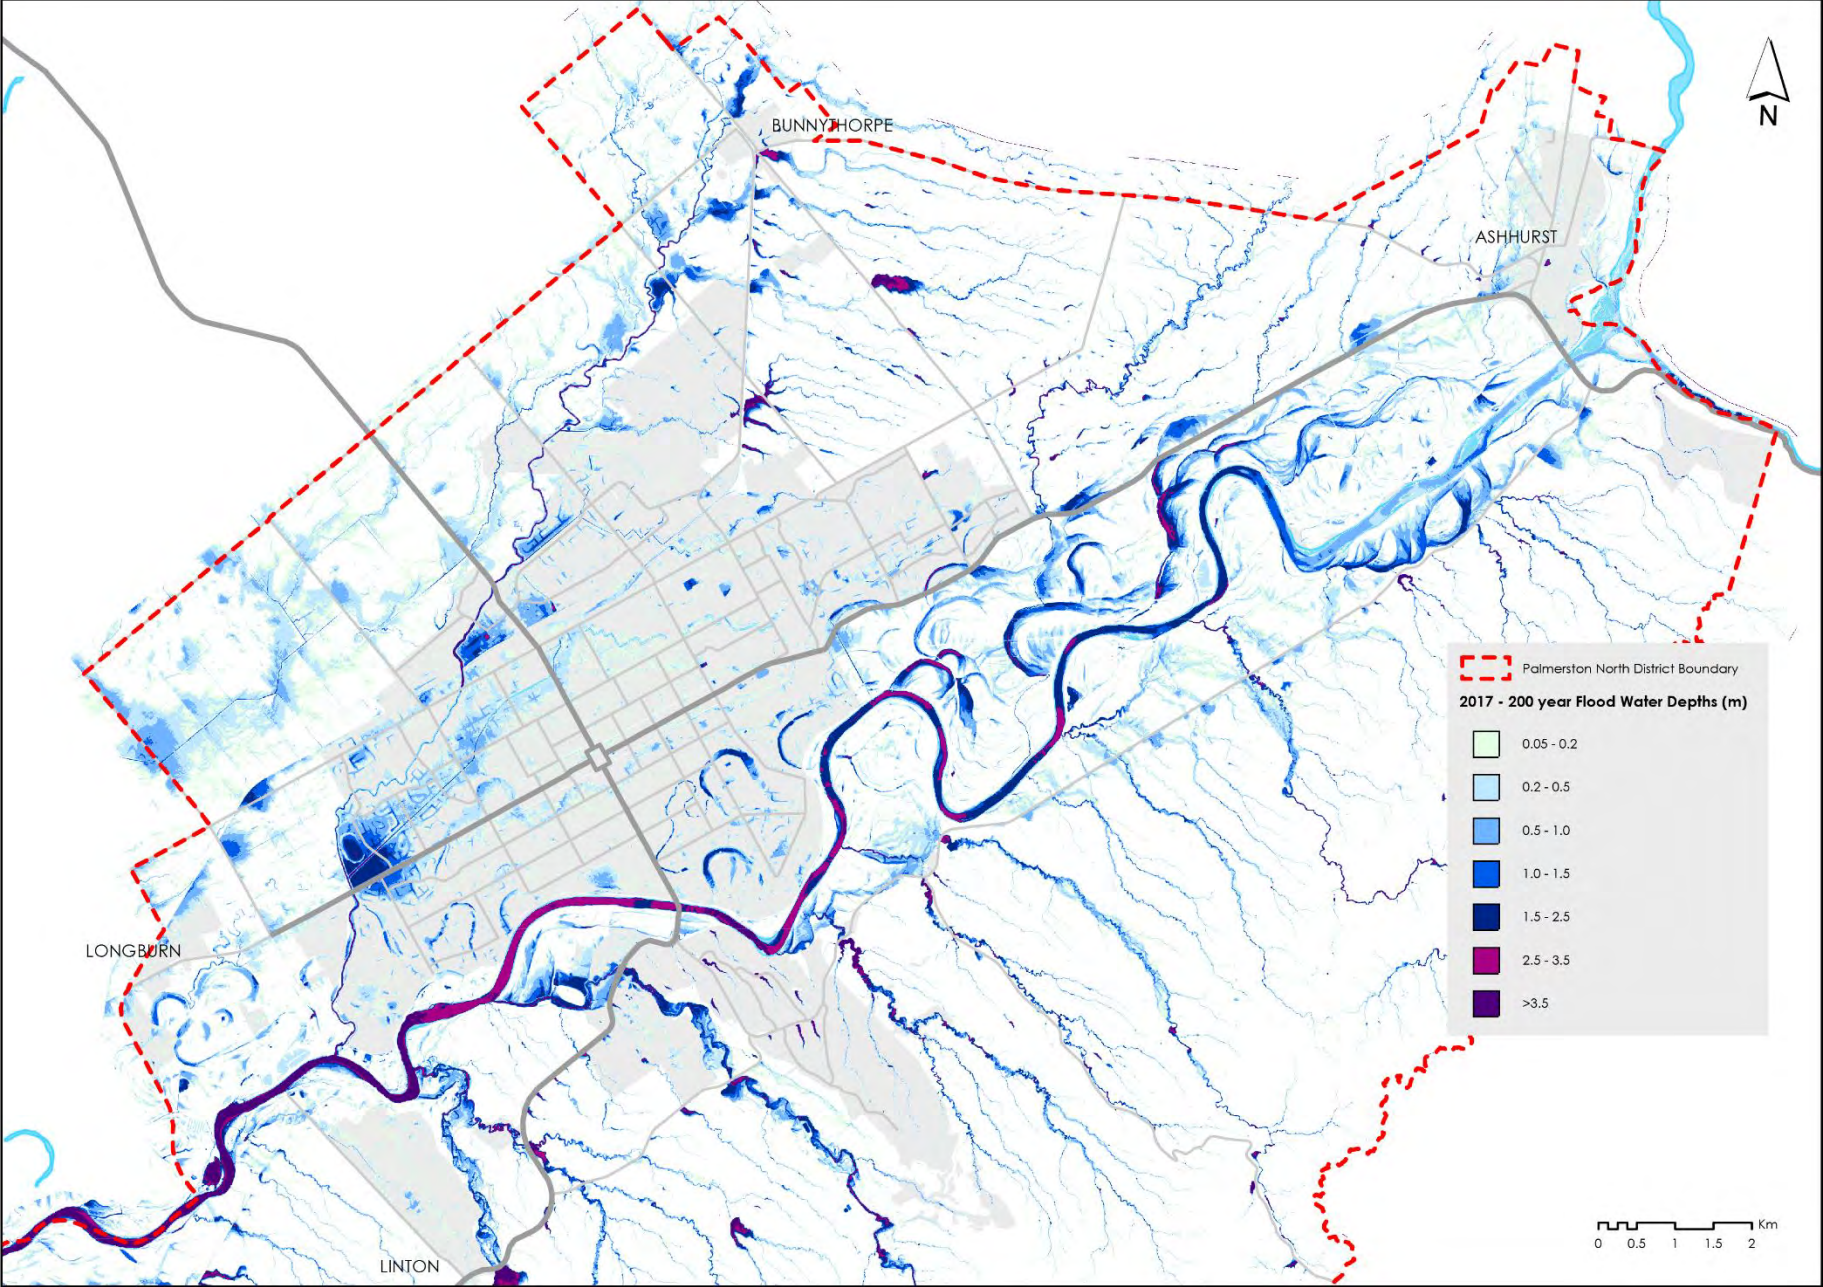 N
BUNNYTHORPE
ASHHURST
Palmerston North District Boundary
2017 - 200 year Flood Water Depths (m)
0.05 - 0.2
0.2 - 0.5
0.5 - 1.0
1.0 - 1.5
1.5 - 2.5
2.5 - 3.5
>3.5
LONGBURN
LINTON
Km
0 0.5 1 1.5 2